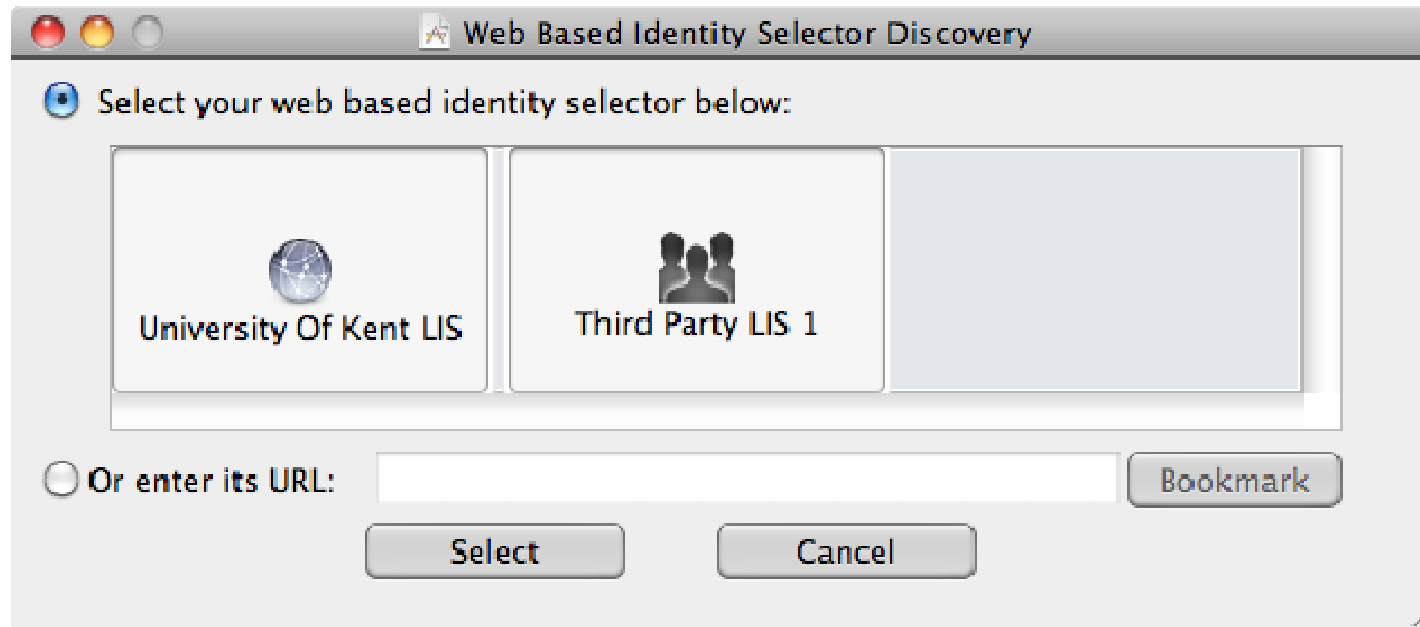 Web Based Identity Selector Discovery
Select your web based identity selector below:
University Of Kent LIS
Third Party LIS 1
Or enter its URL:
Bookmark
Select
Cancel